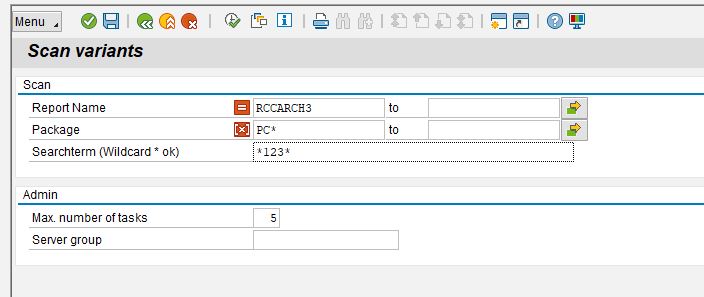 Menu
Scan variants
Scan
Report Name RCCARCH3 to
Package PC* to
Searchterm (Wildcard * ok) *123*
Admin
Max. number of tasks 5
Server group